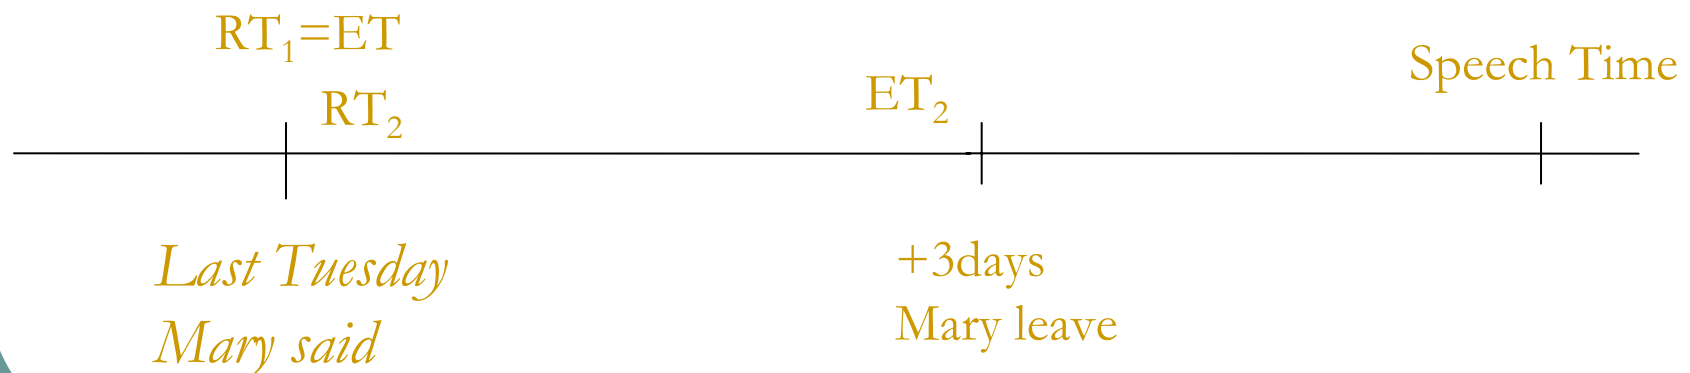 RT₁=ET
RT₂
ET₂
Speech Time
Last Tuesday
Mary said
+3days
Mary leave